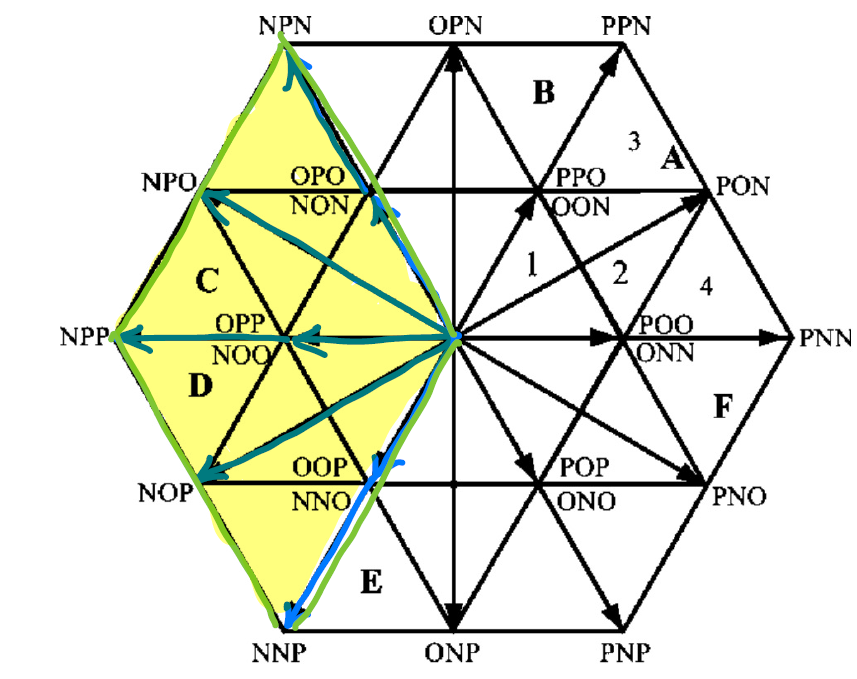 NPN OPN PPN
B
3 A
NPO OPO PPO PON
NON OON
1 2
C 4
NPP OPP POO PNN
NOO ONN
D F
OOP POP
NOP NNO ONO PNO
E
NNP ONP PNP